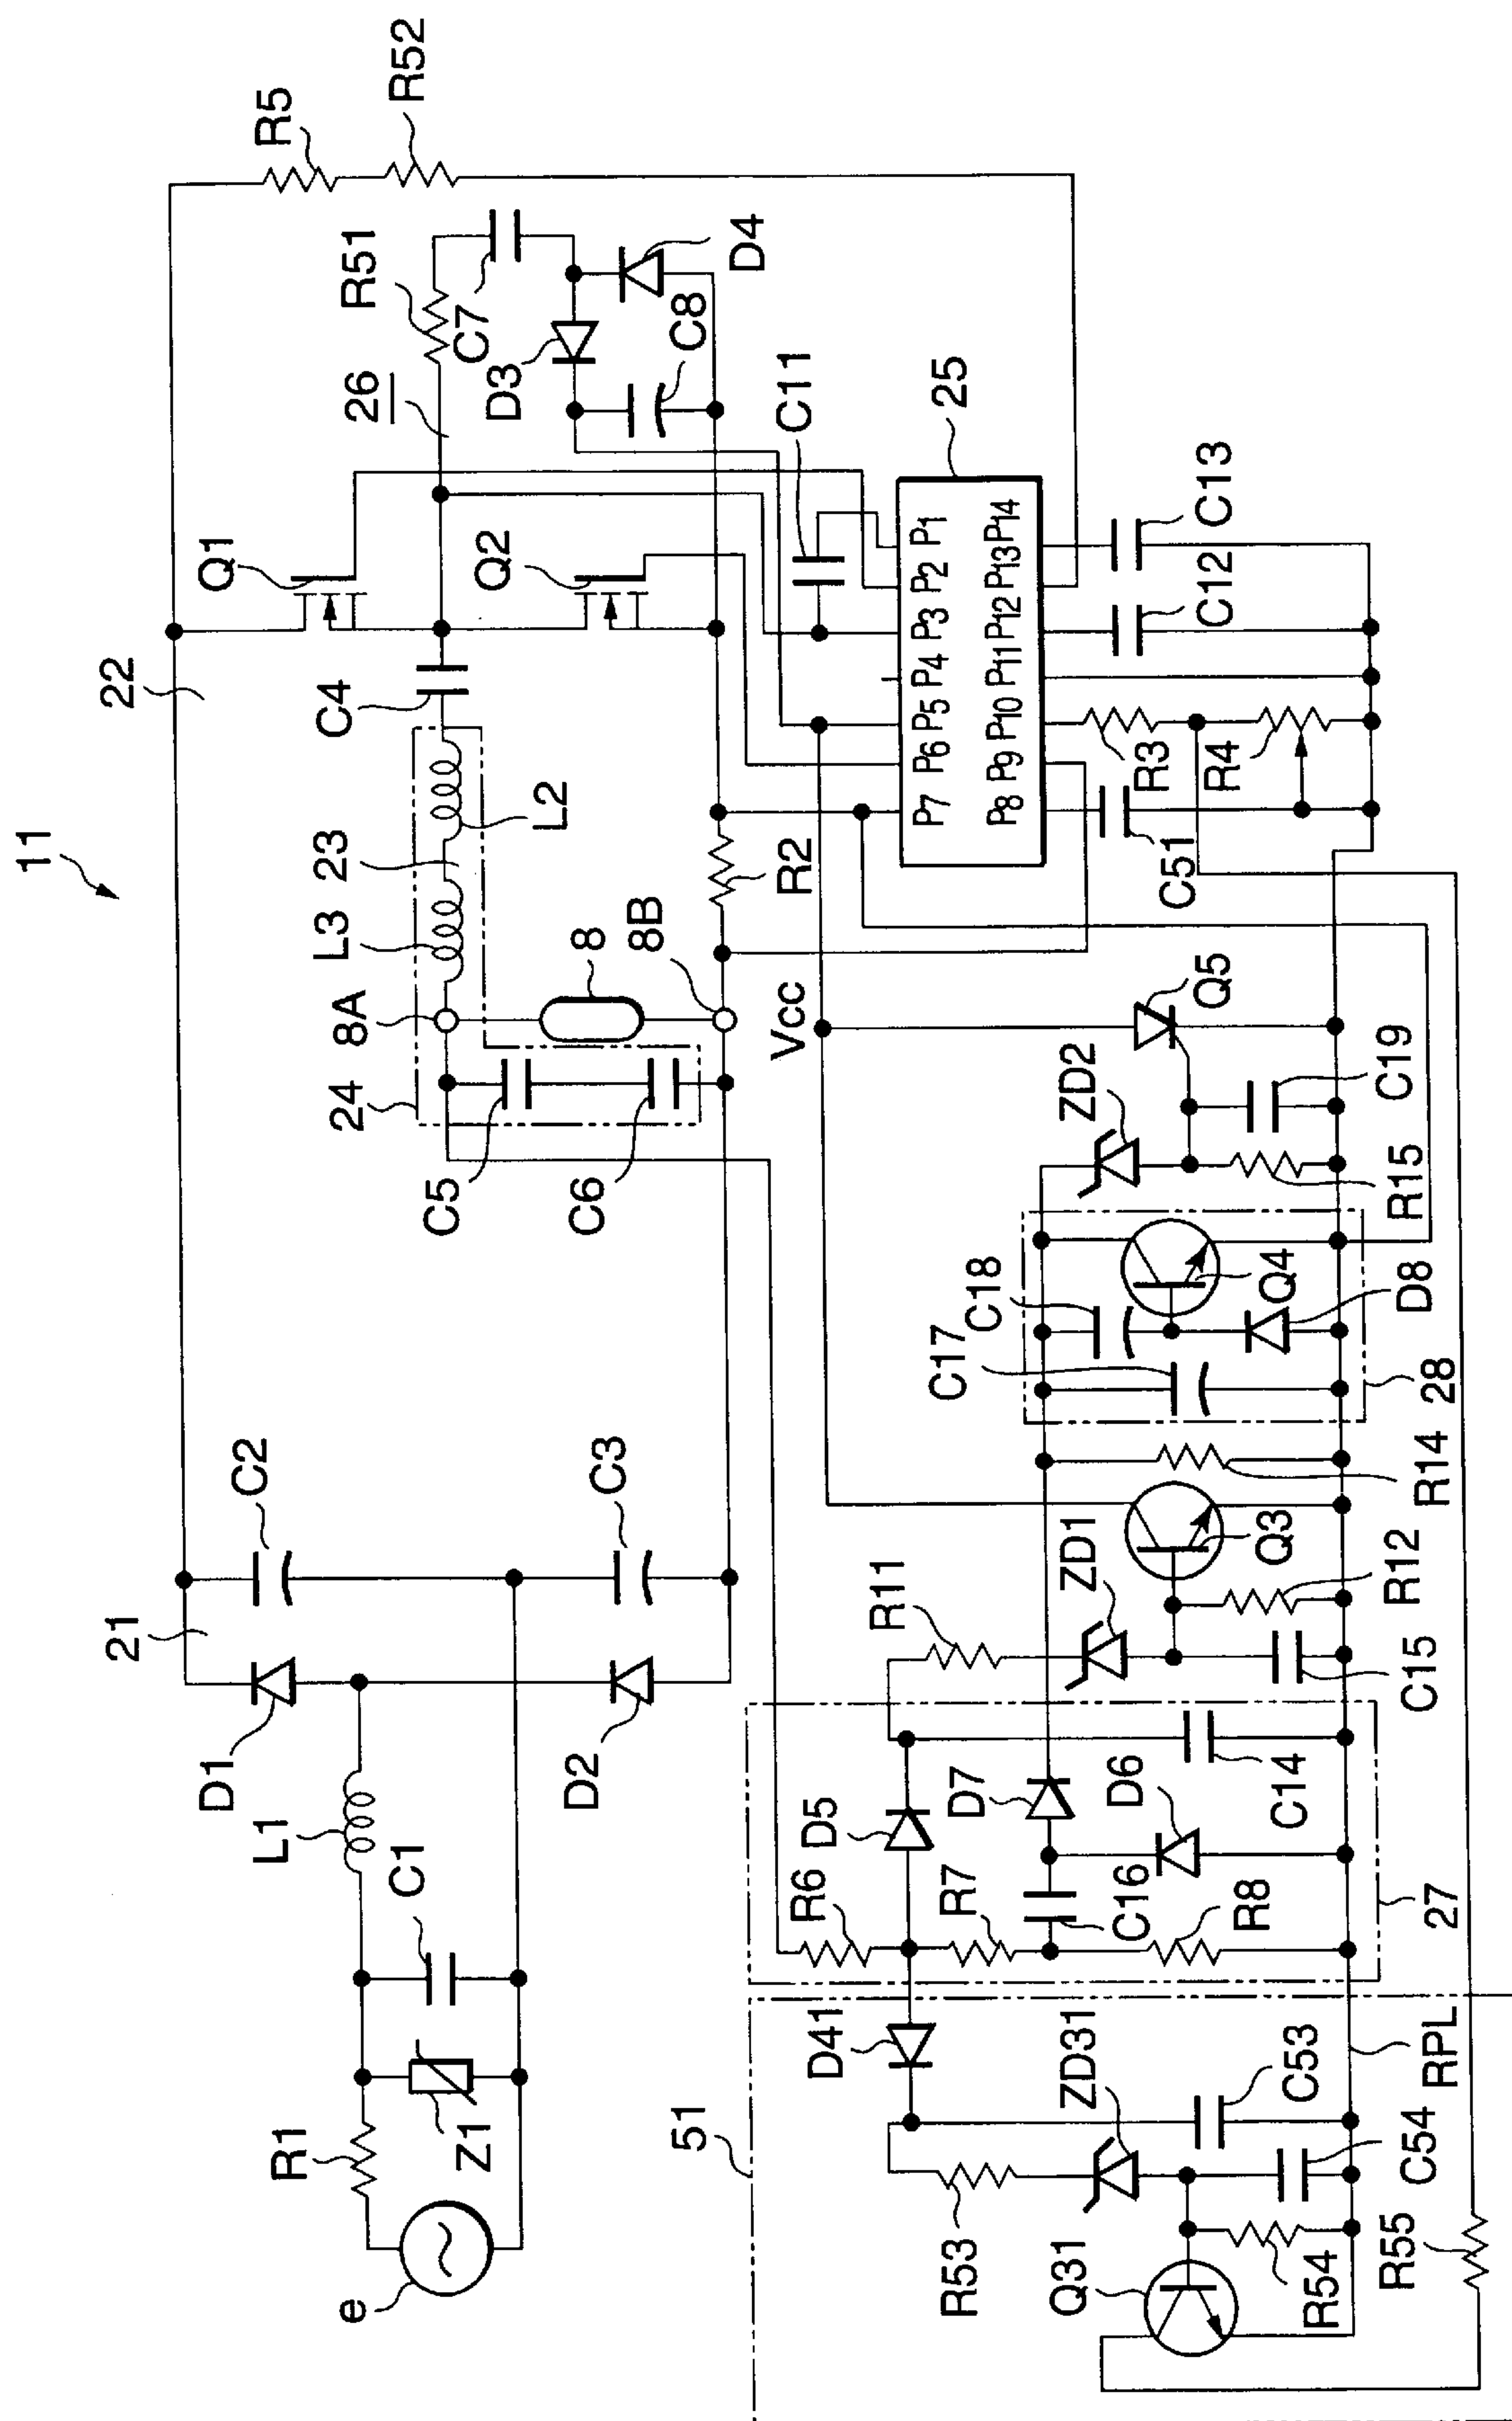 11
22
21
e
R1
Z1
C1
L1
D1
D2
C2
C3
24
8A
L3
23
L2
C4
Q1
R5
R52
26
R51
C7
D3
D4
C8
Q2
C5
C6
8
8B
R2
C11
25
P7 P6 P5 P4 P3 P2 P1
P8 P9 P10 P11 P12 P13 P14
Vcc
C51
R3
R4
C12
C13
51
D41
R53
ZD31
Q31
R54
C54
C53
R55
RPL
R6
D5
R7
D7
C16
D6
R8
C14
27
R11
ZD1
C15
R12
Q3
R14
C17
C18
28
Q4
D8
ZD2
R15
C19
Q5